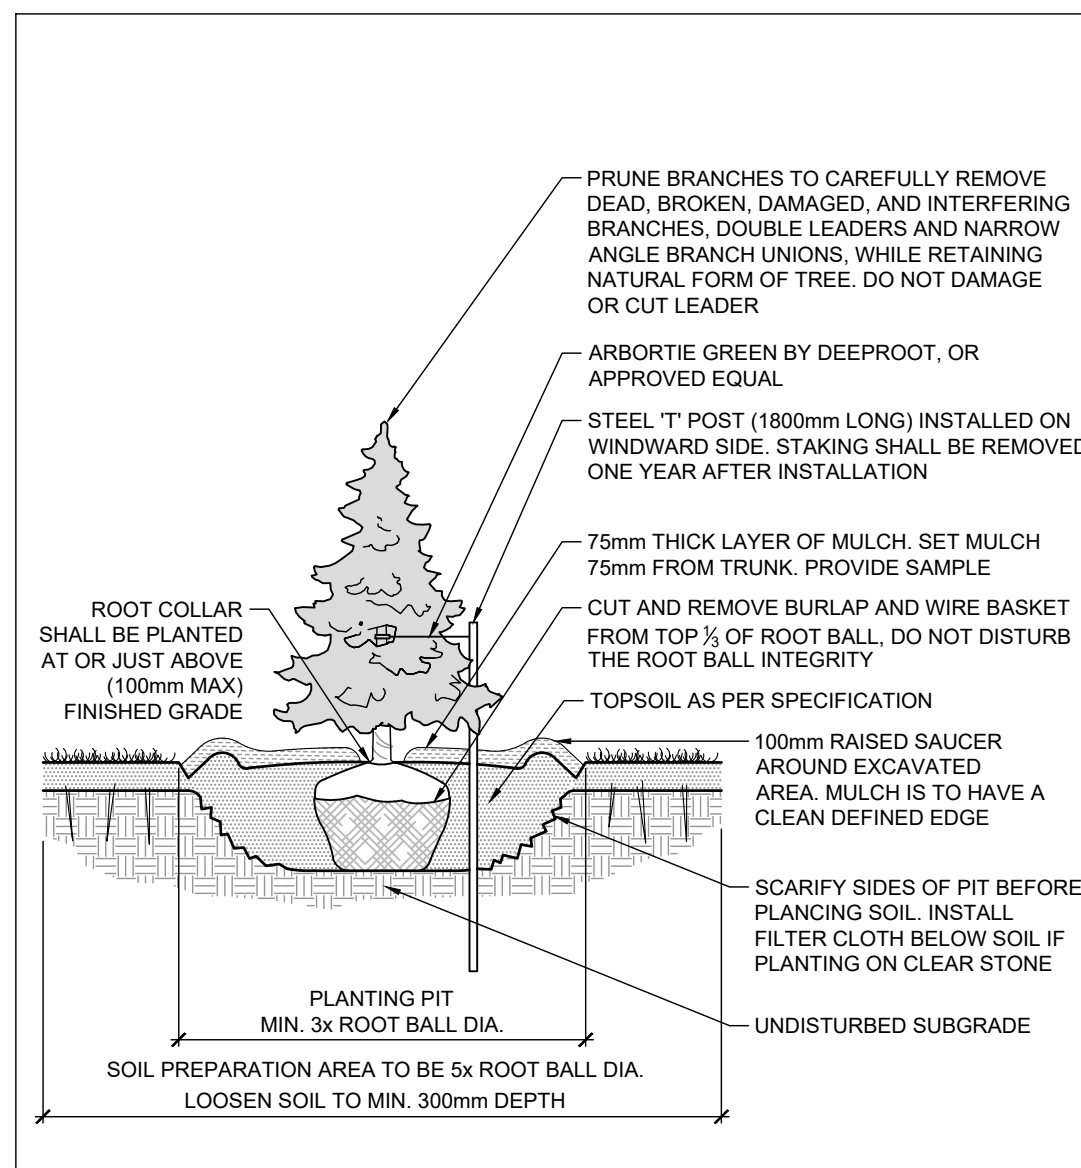 PRUNE BRANCHES TO CAREFULLY REMOVE
DEAD, BROKEN, DAMAGED, AND INTERFERING
BRANCHES, DOUBLE LEADERS AND NARROW
ANGLE BRANCH UNIONS, WHILE RETAINING
NATURAL FORM OF TREE. DO NOT DAMAGE
OR CUT LEADER
ARBORTIE GREEN BY DEEPROOT, OR
APPROVED EQUAL
STEEL 'T' POST (1800mm LONG) INSTALLED ON
WINDWARD SIDE. STAKING SHALL BE REMOVED
ONE YEAR AFTER INSTALLATION
75mm THICK LAYER OF MULCH. SET MULCH
75mm FROM TRUNK. PROVIDE SAMPLE
CUT AND REMOVE BURLAP AND WIRE BASKET
FROM TOP ⅓ OF ROOT BALL, DO NOT DISTURB
THE ROOT BALL INTEGRITY
ROOT COLLAR
SHALL BE PLANTED
AT OR JUST ABOVE
(100mm MAX)
FINISHED GRADE
TOPSOIL AS PER SPECIFICATION
100mm RAISED SAUCER
AROUND EXCAVATED
AREA. MULCH IS TO HAVE A
CLEAN DEFINED EDGE
SCARIFY SIDES OF PIT BEFORE
PLANCING SOIL. INSTALL
FILTER CLOTH BELOW SOIL IF
PLANTING ON CLEAR STONE
UNDISTURBED SUBGRADE
PLANTING PIT
MIN. 3x ROOT BALL DIA.
SOIL PREPARATION AREA TO BE 5x ROOT BALL DIA.
LOOSEN SOIL TO MIN. 300mm DEPTH